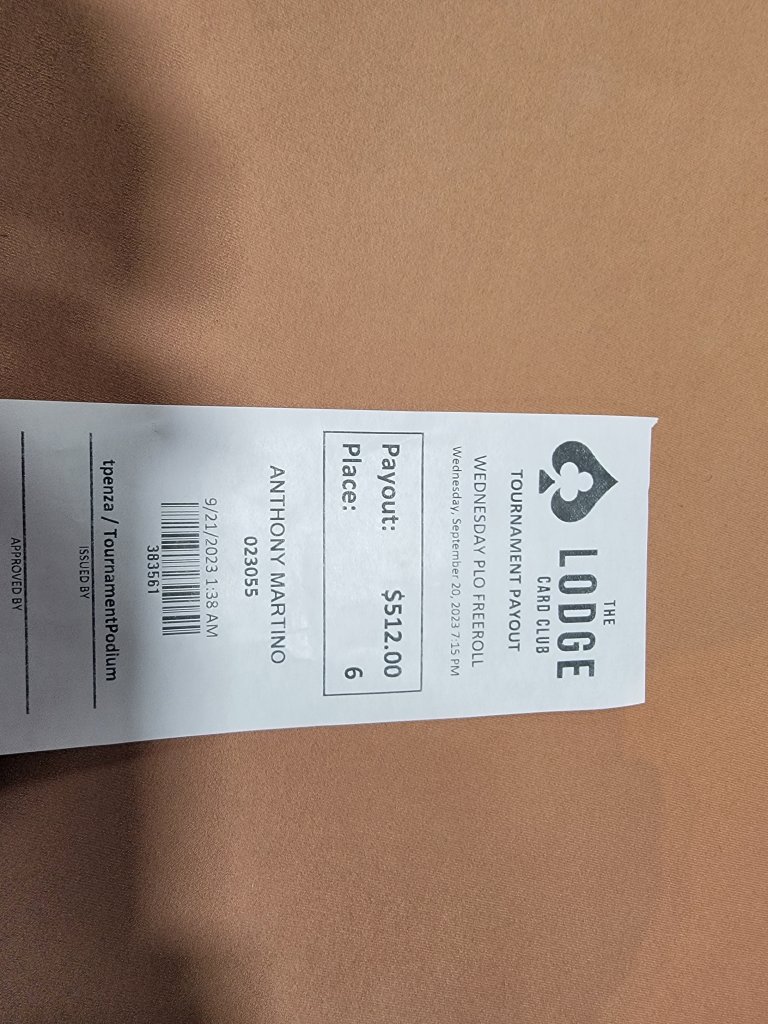 THE
LODGE
CARD CLUB
TOURNAMENT PAYOUT
WEDNESDAY PLO FREEROLL
Wednesday, September 20, 2023 7:15 PM
Payout: $512.00
Place: 6
ANTHONY MARTINO
023055
9/21/2023 1:38 AM
383561
tpenza / TournamentPodium
ISSUED BY
APPROVED BY